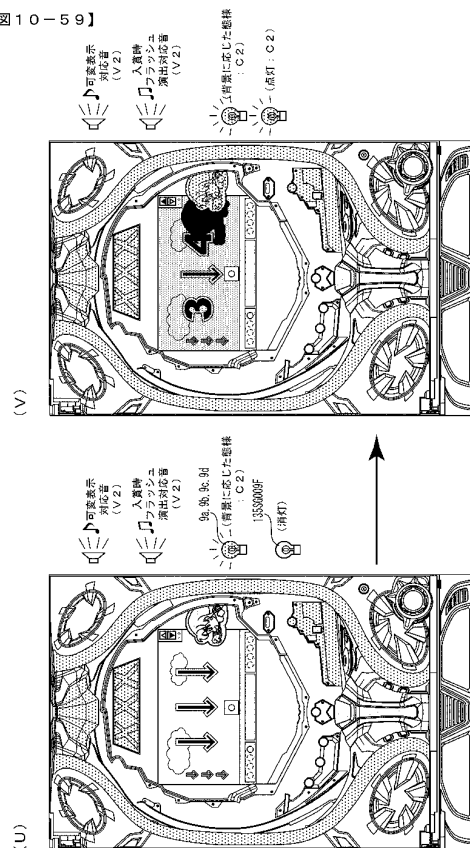 図10-59】
(U)
♪可変表示
対応音
(V2)
入賞時
フラッシュ
演出対応音
(V2)
9a,9b,9c,9d
(背景に応じた態様
:C2)
135SG009F
(消灯)
(V)
3
4
♪可変表示
対応音
(V2)
入賞時
フラッシュ
演出対応音
(V2)
(背景に応じた態様
:C2)
(点灯:C2)